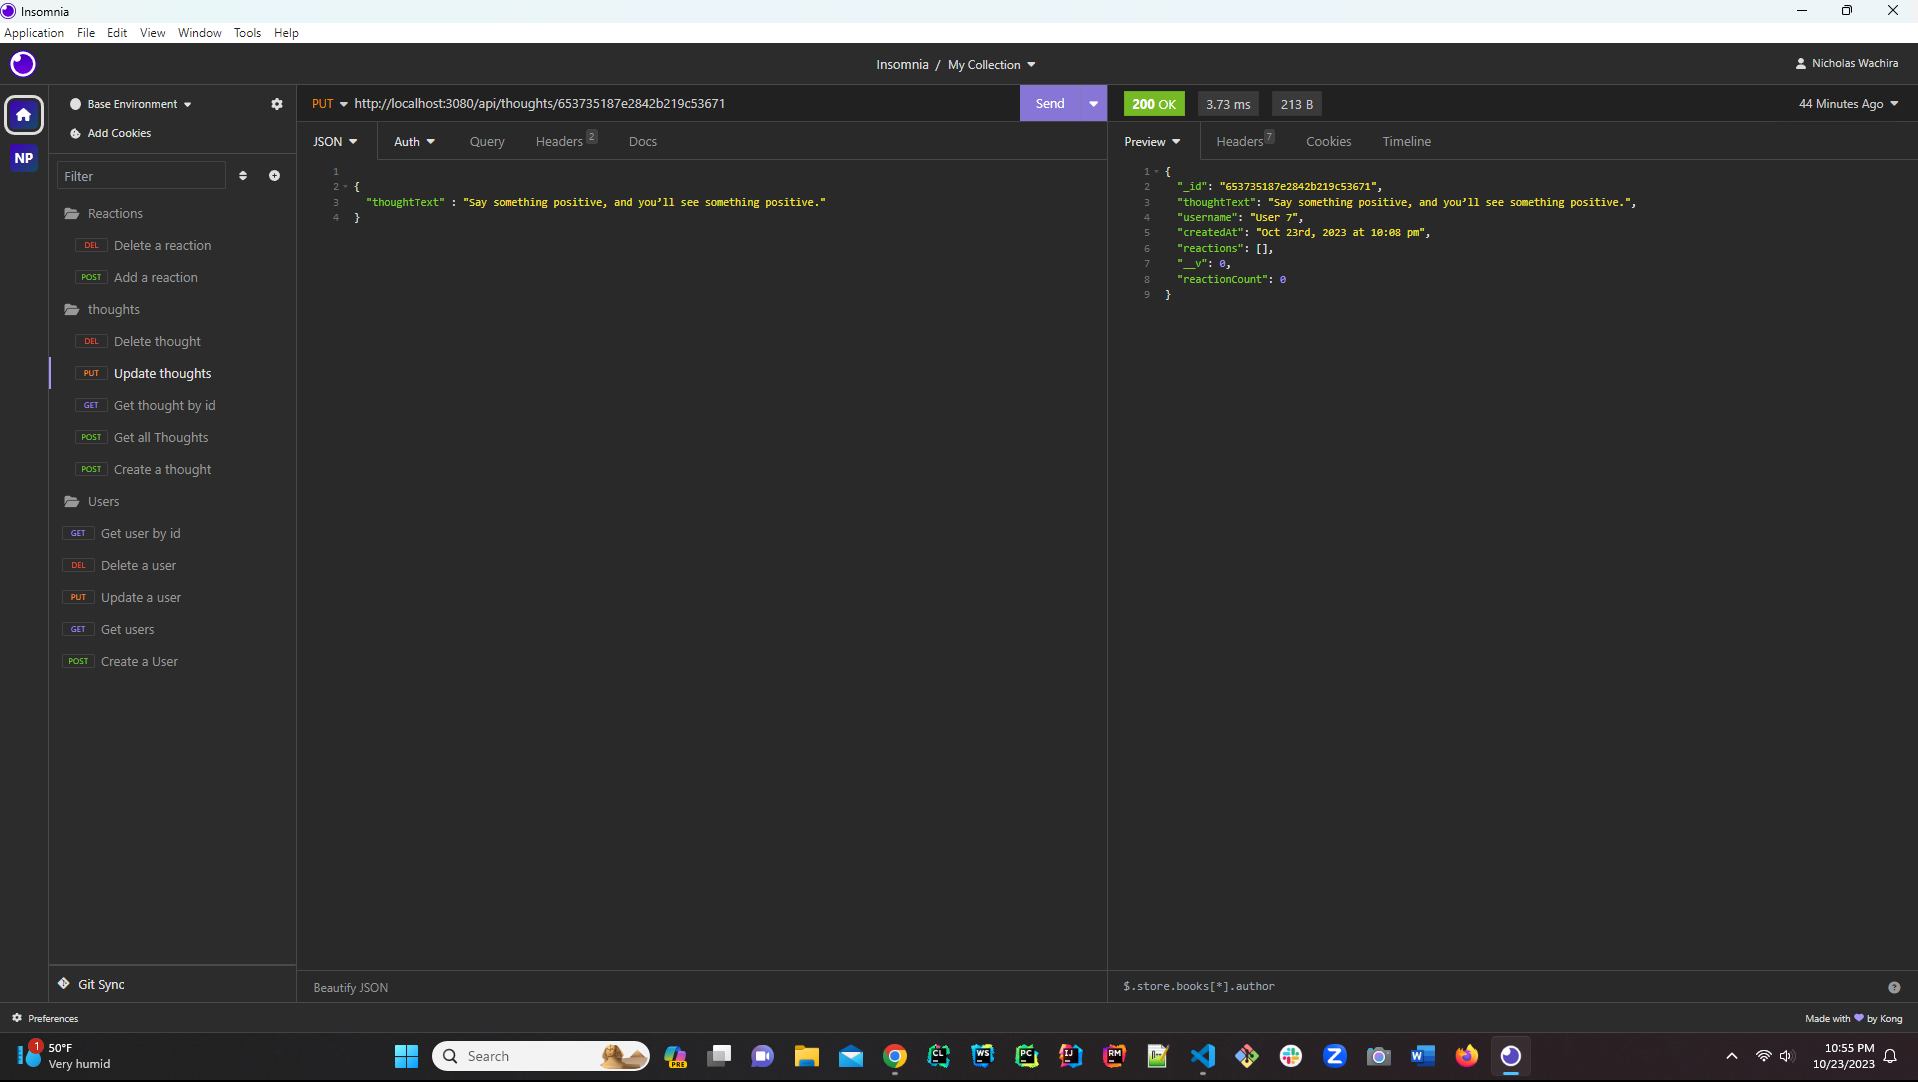 Insomnia
Application File Edit View Window Tools Help
Insomnia / My Collection
Nicholas Wachira
Base Environment
Add Cookies
NP
Filter
Reactions
DEL Delete a reaction
POST Add a reaction
thoughts
DEL Delete thought
PUT Update thoughts
GET Get thought by id
POST Get all Thoughts
POST Create a thought
Users
GET Get user by id
DEL Delete a user
PUT Update a user
GET Get users
POST Create a User
Git Sync
PUT http://localhost:3080/api/thoughts/653735187e2842b219c53671 Send
JSON Auth Query Headers 2 Docs
1
2 {
3 "thoughtText" : "Say something positive, and you’ll see something positive."
4 }
Beautify JSON
200 OK 3.73 ms 213 B 44 Minutes Ago
Preview Headers 7 Cookies Timeline
1 {
2 "_id": "653735187e2842b219c53671",
3 "thoughtText": "Say something positive, and you’ll see something positive.",
4 "username": "User 7",
5 "createdAt": "Oct 23rd, 2023 at 10:08 pm",
6 "reactions": [],
7 "__v": 0,
8 "reactionCount": 0
9 }
$.store.books[*].author
Preferences
Made with by Kong
1
50°F
Very humid
Search
PRE
CL
WS
PC
IJ
RM
W
10:55 PM
10/23/2023